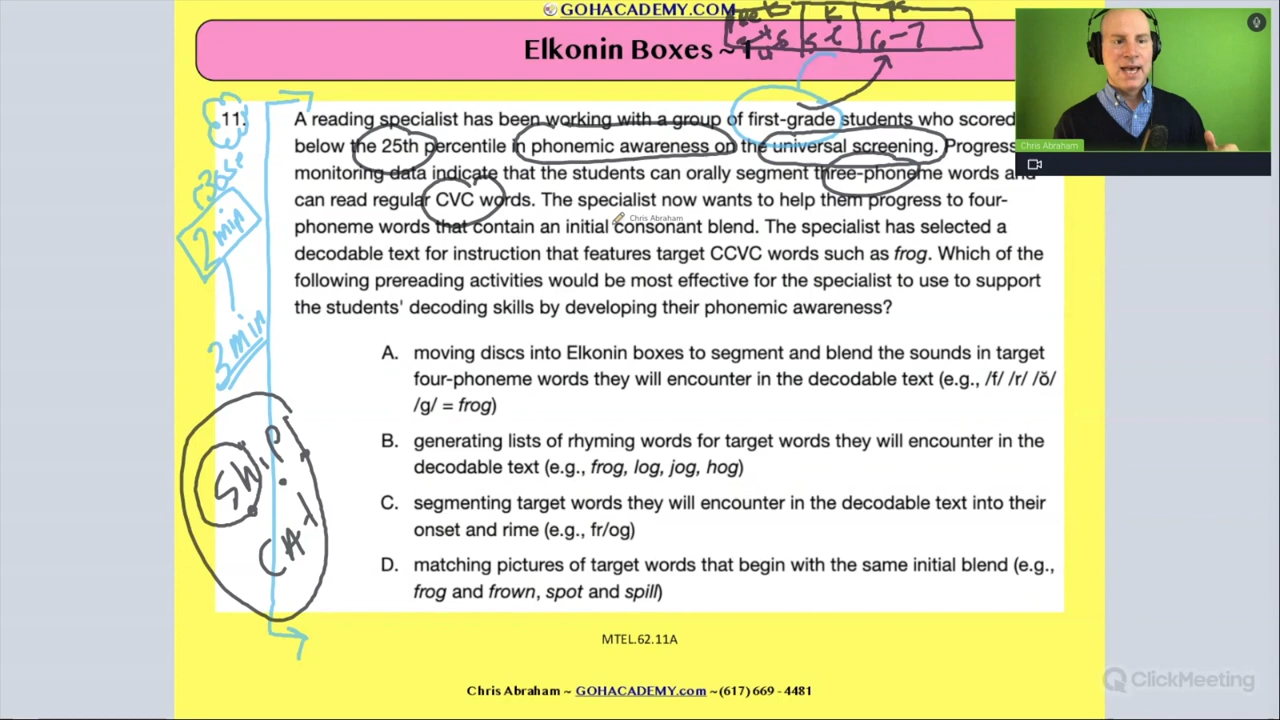 GOHACADEMY.COM
Elkonin Boxes ~ 1
K
6-7
Chris Abraham
11.
A reading specialist has been working with a group of first-grade students who scored
below the 25th percentile in phonemic awareness on the universal screening. Progress
monitoring data indicate that the students can orally segment three-phoneme words and
can read regular CVC words. The specialist now wants to help them progress to four-
Chris Abraham
phoneme words that contain an initial consonant blend. The specialist has selected a
decodable text for instruction that features target CCVC words such as frog. Which of the
following prereading activities would be most effective for the specialist to use to support
the students' decoding skills by developing their phonemic awareness?
30se
2 min
3 min
SHIP
CAT
A. moving discs into Elkonin boxes to segment and blend the sounds in target
four-phoneme words they will encounter in the decodable text (e.g., /f/ /r/ /ŏ/
/g/ = frog)
B. generating lists of rhyming words for target words they will encounter in the
decodable text (e.g., frog, log, jog, hog)
C. segmenting target words they will encounter in the decodable text into their
onset and rime (e.g., fr/og)
D. matching pictures of target words that begin with the same initial blend (e.g.,
frog and frown, spot and spill)
MTEL.62.11A
Chris Abraham ~ GOHACADEMY.com ~(617) 669 - 4481
ClickMeeting